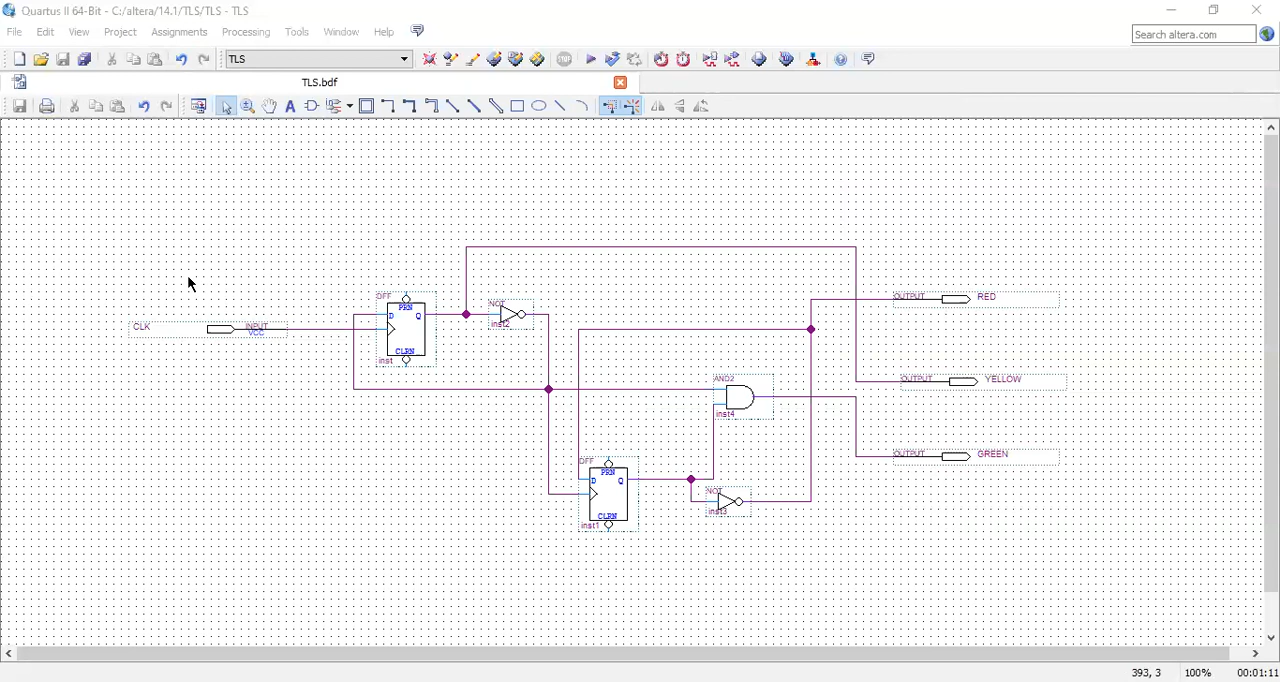 Quartus II 64-Bit - C:/altera/14.1/TLS/TLS - TLS
File Edit View Project Assignments Processing Tools Window Help
Search altera.com
TLS
TLS.bdf
A
DFF
PRN
D Q
CLRN
inst
NOT
inst2
CLK
INPUT
VCC
OUTPUT RED
OUTPUT YELLOW
AND2
inst4
OUTPUT GREEN
DFF
PRN
D Q
CLRN
inst1
NOT
inst3
393, 3 100% 00:01:11